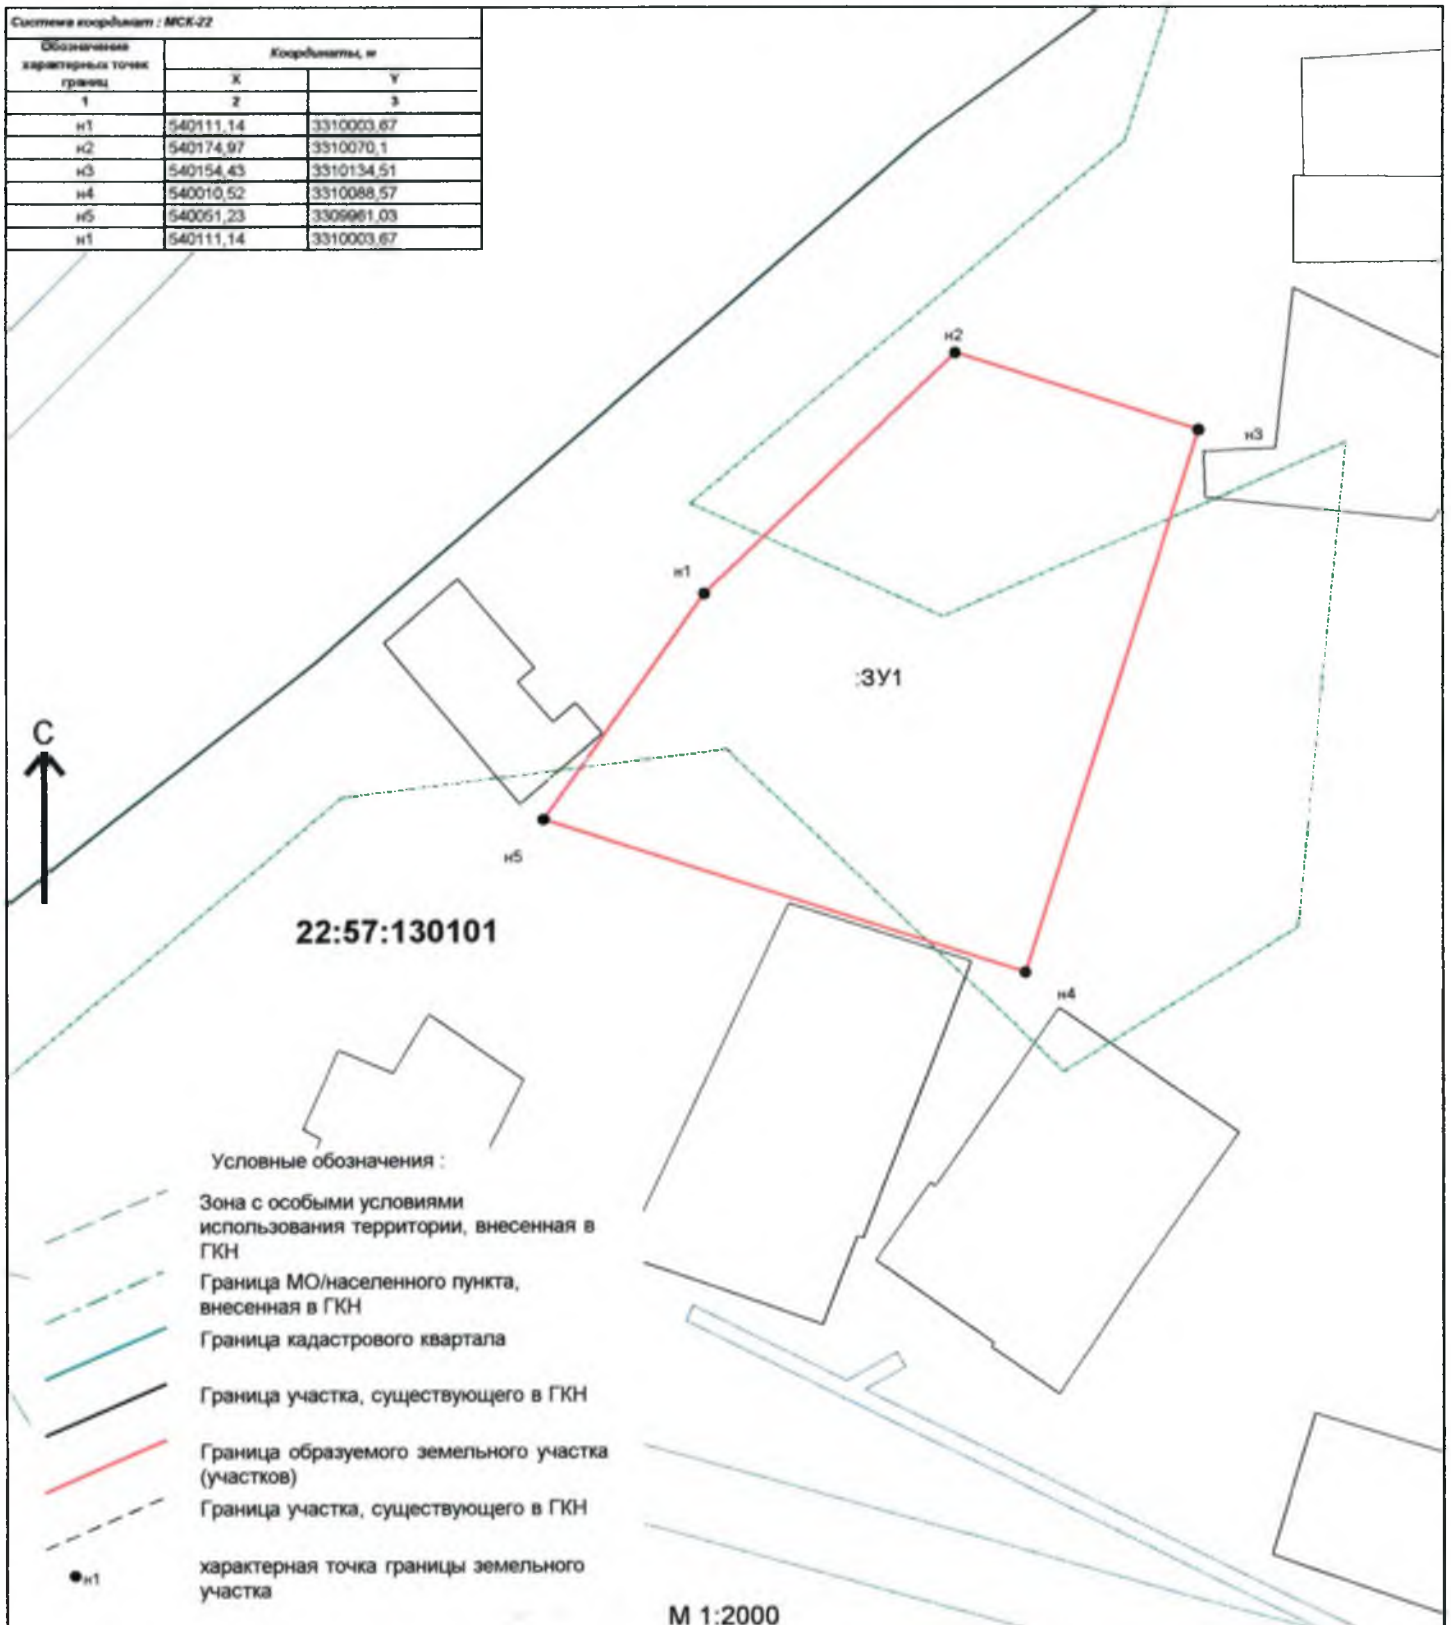 Система координат : МСК-22
Обозначение характерных точек границ
Координаты, м
X
Y
1
2
3
н1 540111,14 3310003,67
н2 540174,97 3310070,1
н3 540154,43 3310134,51
н4 540010,52 3310088,57
н5 540051,23 3309961,03
н1 540111,14 3310003,67
н2
н3
н1
:ЗУ1
С
н5
22:57:130101
н4
Условные обозначения :
Зона с особыми условиями
использования территории, внесенная в
ГКН
Граница МО/населенного пункта,
внесенная в ГКН
Граница кадастрового квартала
Граница участка, существующего в ГКН
Граница образуемого земельного участка
(участков)
Граница участка, существующего в ГКН
н1
характерная точка границы земельного
участка
М 1:2000